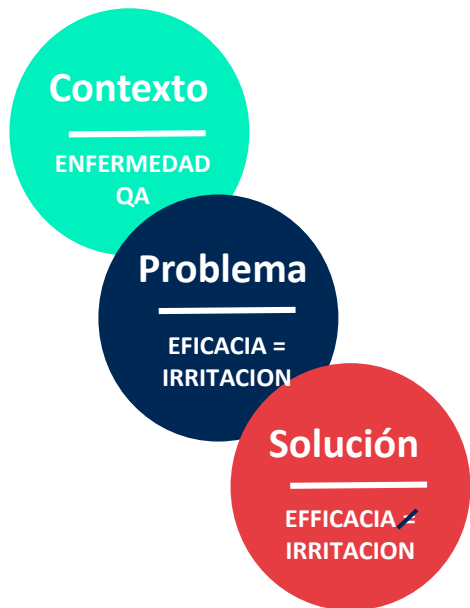 Contexto
ENFERMEDAD
QA
Problema
EFICACIA =
IRRITACION
Solución
EFFICACIA ≠
IRRITACION